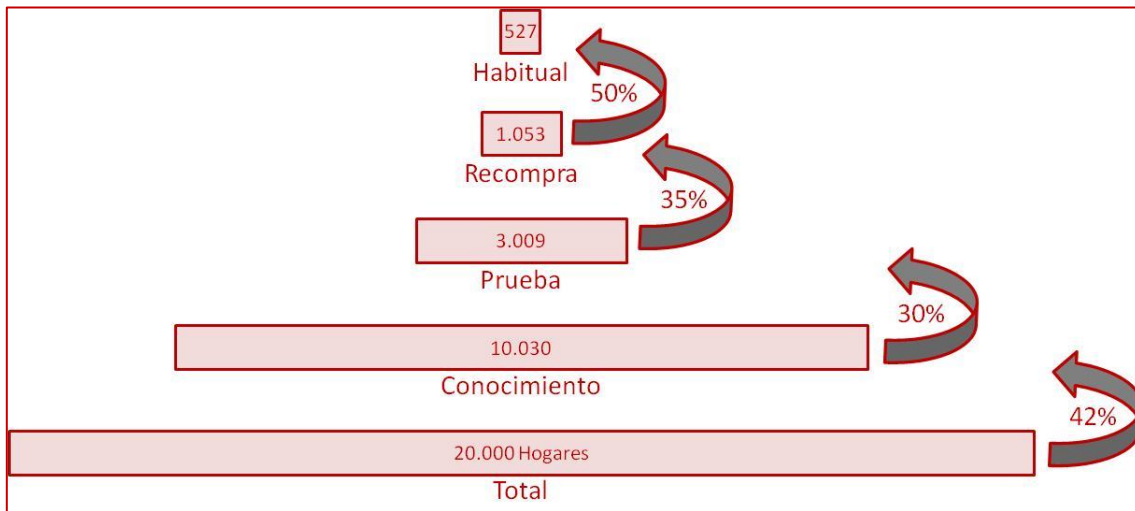 527
Habitual
50%
1.053
Recompra
35%
3.009
Prueba
30%
10.030
Conocimiento
42%
20.000 Hogares
Total